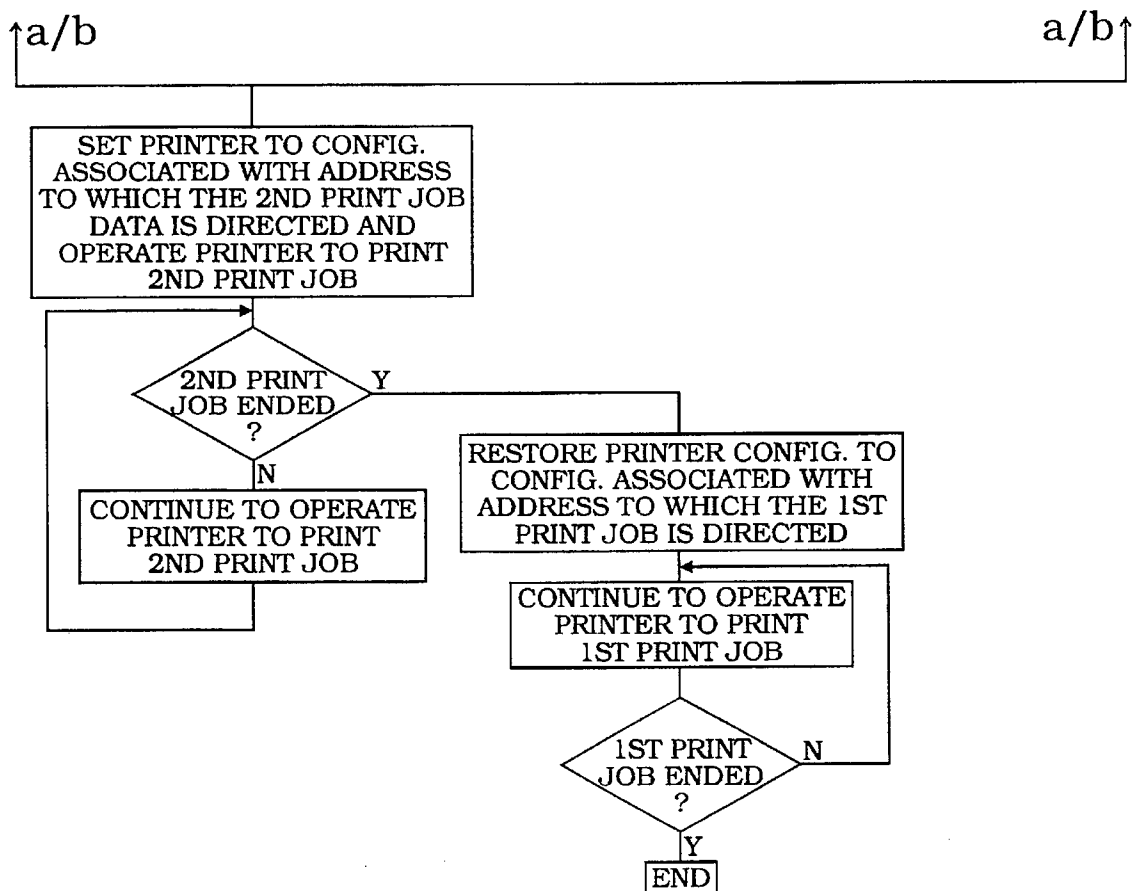 a/b
a/b
SET PRINTER TO CONFIG.
ASSOCIATED WITH ADDRESS
TO WHICH THE 2ND PRINT JOB
DATA IS DIRECTED AND
OPERATE PRINTER TO PRINT
2ND PRINT JOB
2ND PRINT
JOB ENDED
?
Y
N
CONTINUE TO OPERATE
PRINTER TO PRINT
2ND PRINT JOB
RESTORE PRINTER CONFIG. TO
CONFIG. ASSOCIATED WITH
ADDRESS TO WHICH THE 1ST
PRINT JOB IS DIRECTED
CONTINUE TO OPERATE
PRINTER TO PRINT
1ST PRINT JOB
1ST PRINT
JOB ENDED
?
N
Y
END